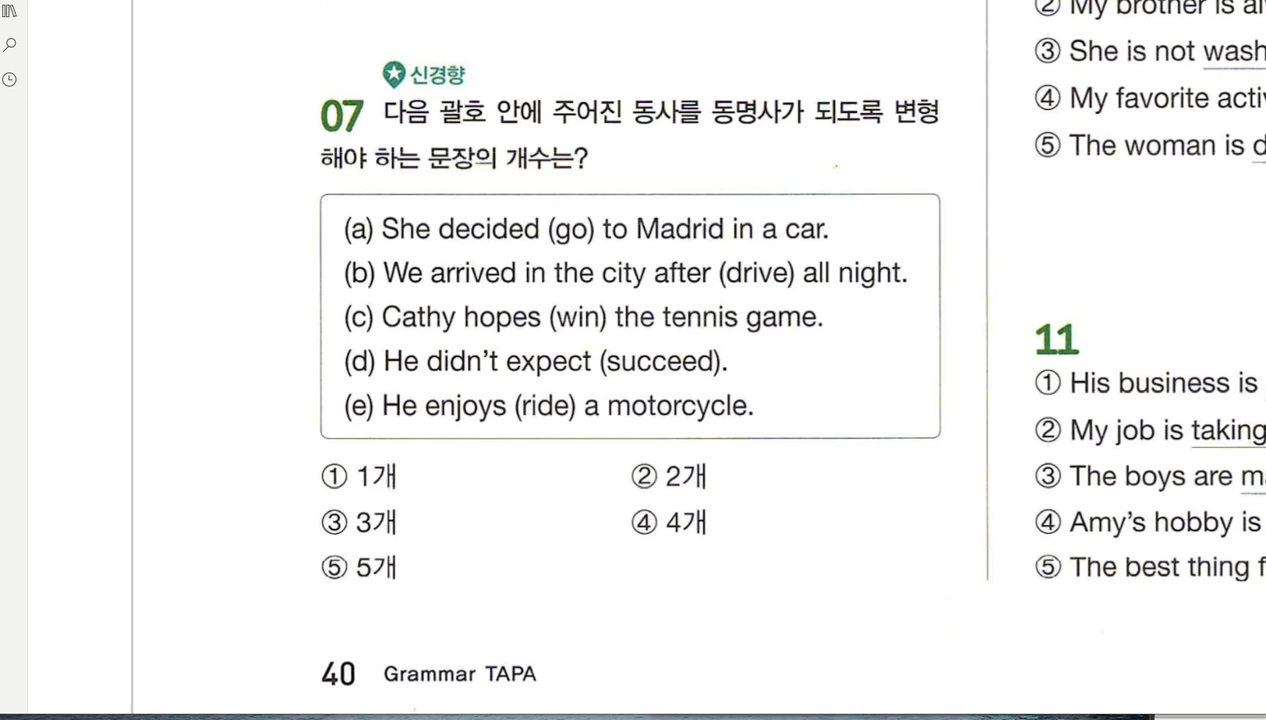 신경향
07 다음 괄호 안에 주어진 동사를 동명사가 되도록 변형
해야 하는 문장의 개수는?
(a) She decided (go) to Madrid in a car.
(b) We arrived in the city after (drive) all night.
(c) Cathy hopes (win) the tennis game.
(d) He didn't expect (succeed).
(e) He enjoys (ride) a motorcycle.
① 1개 ② 2개
③ 3개 ④ 4개
⑤ 5개
40 Grammar TAPA
② My brother is
③ She is not wash
④ My favorite
⑤ The woman is
11
① His business is
② My job is taking
③ The boys are
④ Amy's hobby is
⑤ The best thing